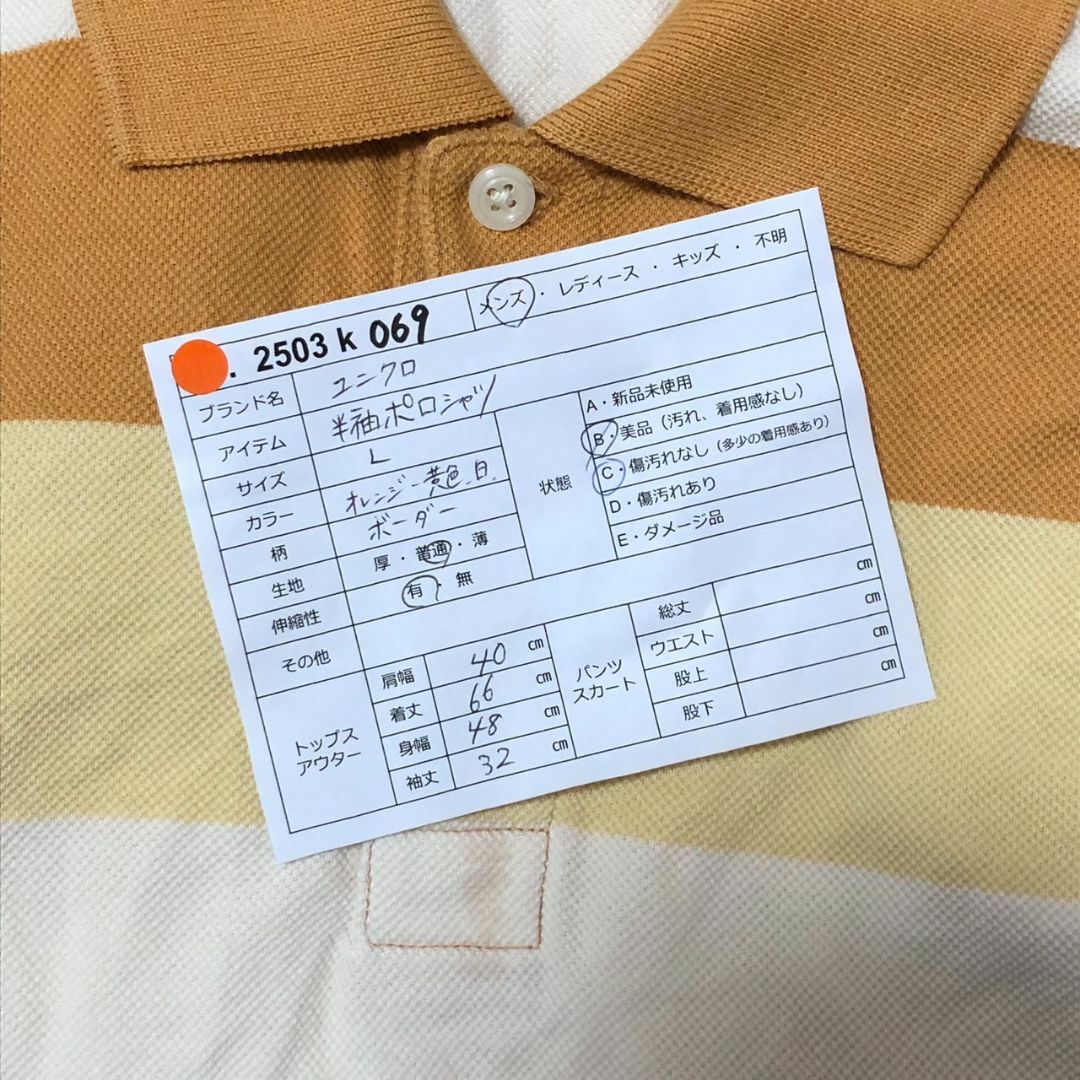 . 2503 k 069
メンズ・レディース・キッズ・不明
ブランド名 ユニクロ
アイテム 半袖ポロシャツ
サイズ L
カラー オレンジ・黄色、白、
柄 ボーダー
生地 厚・普通・薄
伸縮性 有・無
その他
状態
A・新品未使用
B・美品（汚れ、着用感なし）
C・傷汚れなし（多少の着用感あり）
D・傷汚れあり
E・ダメージ品
トップス
アウター
肩幅 40 cm
着丈 66 cm
身幅 48 cm
袖丈 32 cm
パンツ
スカート
総丈 cm
ウエスト cm
股上 cm
股下 cm